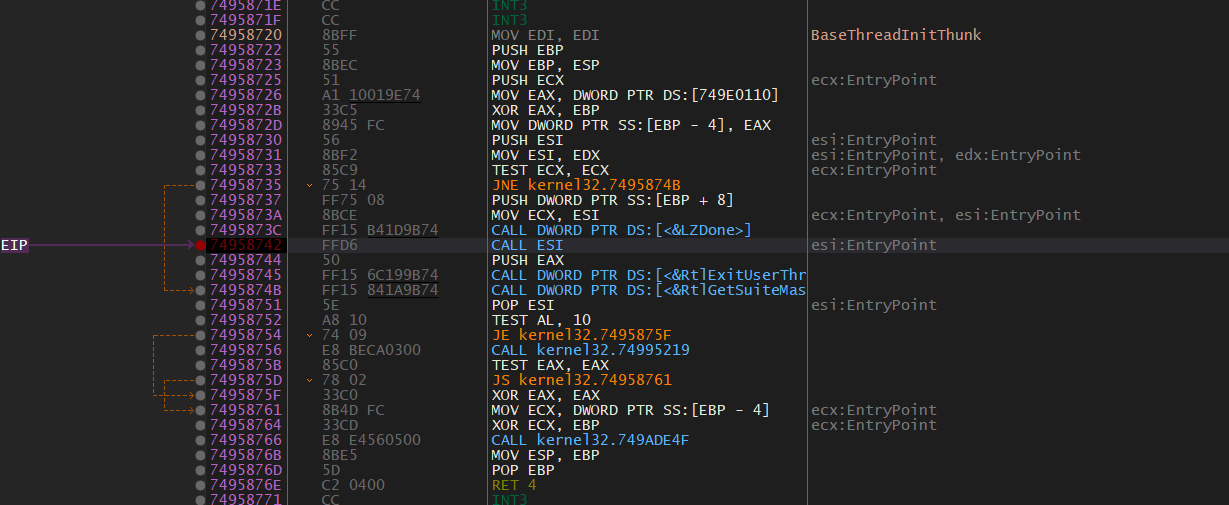 7495871E CC INT3
7495871F CC INT3
74958720 8BFF MOV EDI, EDI BaseThreadInitThunk
74958722 55 PUSH EBP
74958723 8BEC MOV EBP, ESP
74958725 51 PUSH ECX ecx:EntryPoint
74958726 A1 10019E74 MOV EAX, DWORD PTR DS:[749E0110]
7495872B 33C5 XOR EAX, EBP
7495872D 8945 FC MOV DWORD PTR SS:[EBP - 4], EAX
74958730 56 PUSH ESI esi:EntryPoint
74958731 8BF2 MOV ESI, EDX esi:EntryPoint, edx:EntryPoint
74958733 85C9 TEST ECX, ECX ecx:EntryPoint
74958735 75 14 JNE kernel32.7495874B
74958737 FF75 08 PUSH DWORD PTR SS:[EBP + 8]
7495873A 8BCE MOV ECX, ESI ecx:EntryPoint, esi:EntryPoint
7495873C FF15 B41D9B74 CALL DWORD PTR DS:[<&LZDone>]
EIP 74958742 FFD6 CALL ESI esi:EntryPoint
74958744 50 PUSH EAX
74958745 FF15 6C199B74 CALL DWORD PTR DS:[<&RtlExitUserThr
7495874B FF15 841A9B74 CALL DWORD PTR DS:[<&RtlGetSuiteMas
74958751 5E POP ESI esi:EntryPoint
74958752 A8 10 TEST AL, 10
74958754 74 09 JE kernel32.7495875F
74958756 E8 BECA0300 CALL kernel32.74995219
7495875B 85C0 TEST EAX, EAX
7495875D 78 02 JS kernel32.74958761
7495875F 33C0 XOR EAX, EAX
74958761 8B4D FC MOV ECX, DWORD PTR SS:[EBP - 4] ecx:EntryPoint
74958764 33CD XOR ECX, EBP ecx:EntryPoint
74958766 E8 E4560500 CALL kernel32.749ADE4F
7495876B 8BE5 MOV ESP, EBP
7495876D 5D POP EBP
7495876E C2 0400 RET 4
74958771 CC INT3